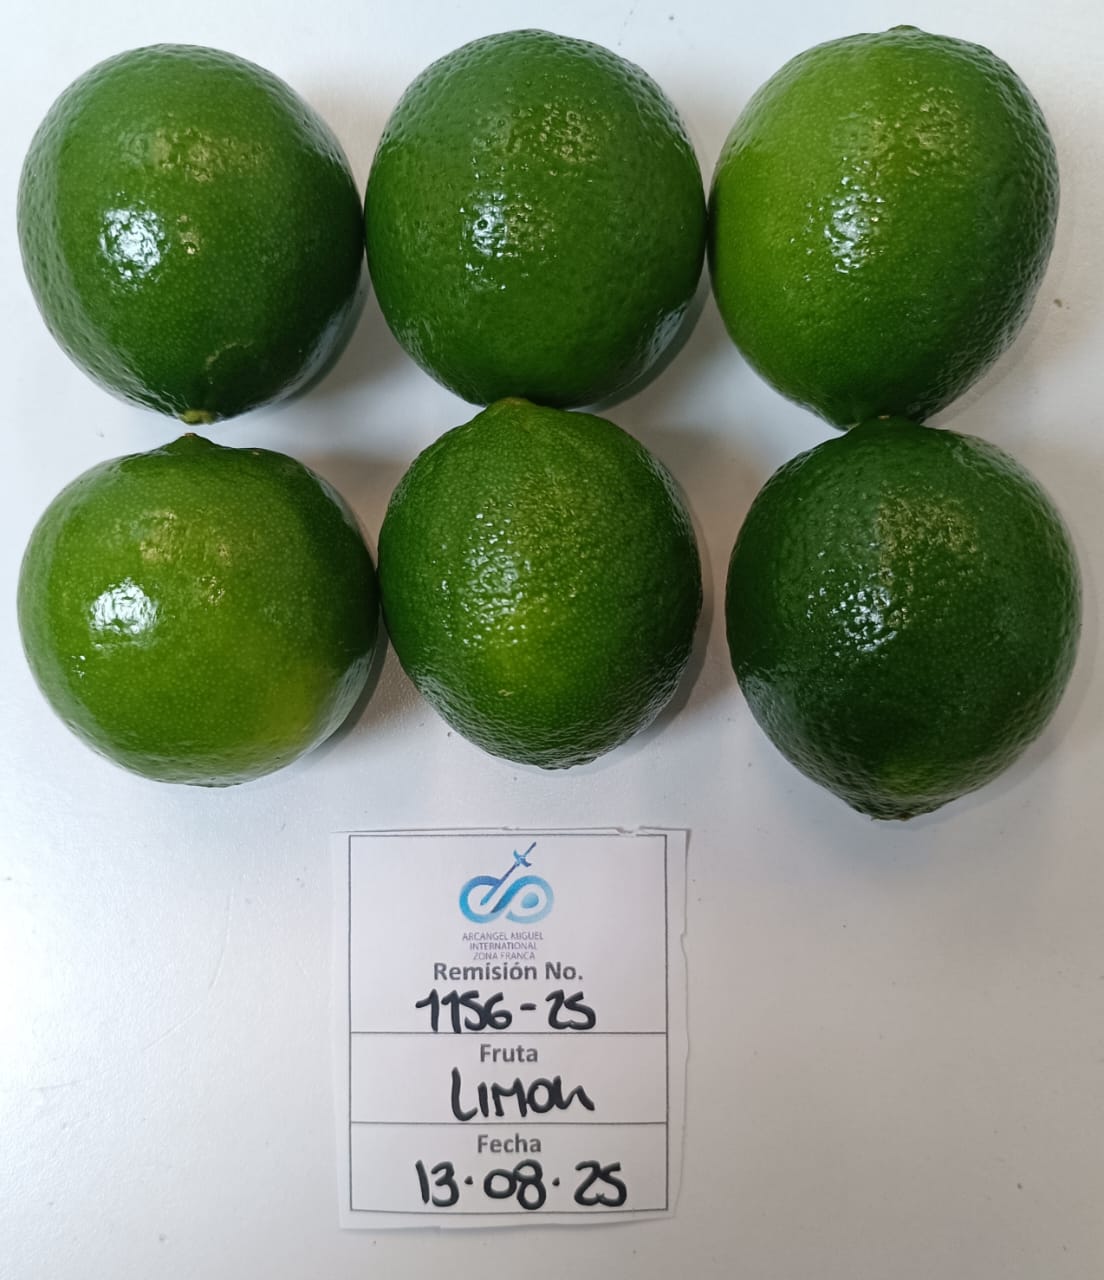 ARCANGEL MIGUEL
INTERNATIONAL
ZONA FRANCA
Remisión No.
1156-25
Fruta
LIMON
Fecha
13.08.25